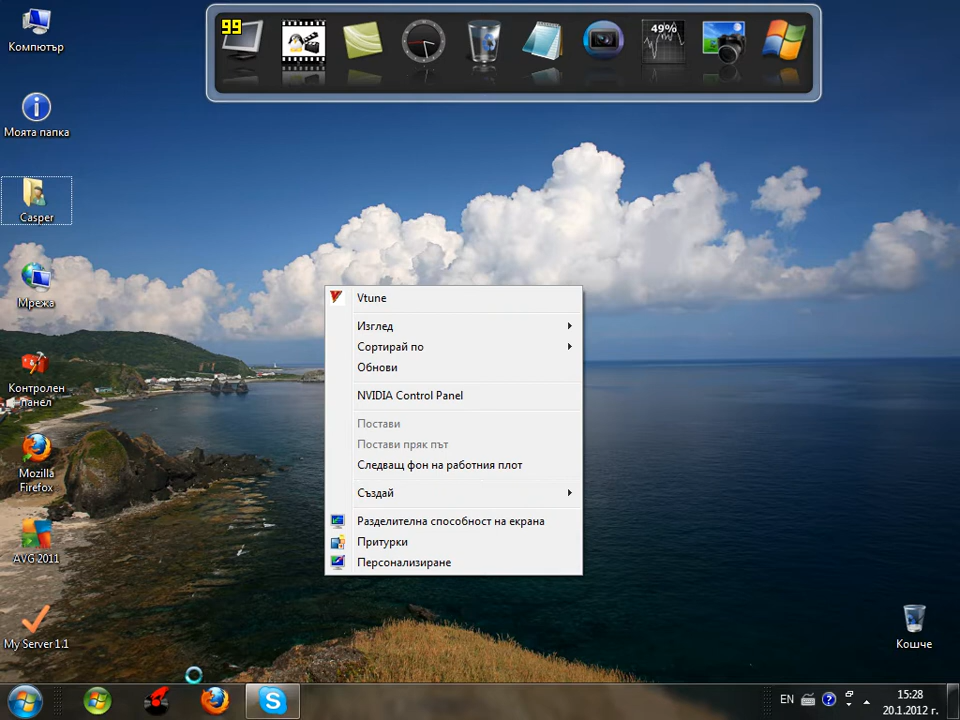 99
49%
Компютър
Моята папка
Casper
Мрежа
Контролен
панел
Mozilla
Firefox
AVG 2011
My Server 1.1
Vtune
Изглед
Сортирай по
Обнови
NVIDIA Control Panel
Постави
Постави пряк път
Следващ фон на работния плот
Създай
Разделителна способност на екрана
Притурки
Персонализиране
Кошче
EN
15:28
20.1.2012 г.